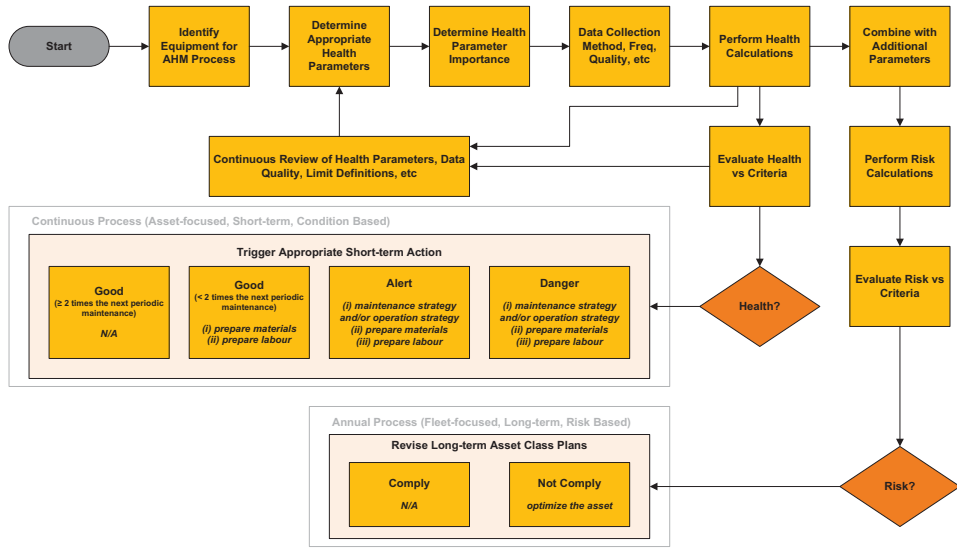 Start
Identify
Equipment for
AHM Process
Determine
Appropriate
Health
Parameters
Determine Health
Parameter
Importance
Data Collection
Method, Freq,
Quality, etc
Perform Health
Calculations
Combine with
Additional
Parameters
Continuous Review of Health Parameters, Data
Quality, Limit Definitions, etc
Evaluate Health
vs Criteria
Perform Risk
Calculations
Continuous Process (Asset-focused, Short-term, Condition Based)
Trigger Appropriate Short-term Action
Good
(≥ 2 times the next periodic
maintenance)
N/A
Good
(< 2 times the next periodic
maintenance)
(i) prepare materials
(ii) prepare labour
Alert
(i) maintenance strategy
and/or operation strategy
(ii) prepare materials
(iii) prepare labour
Danger
(i) maintenance strategy
and/or operation strategy
(ii) prepare materials
(iii) prepare labour
Health?
Evaluate Risk vs
Criteria
Annual Process (Fleet-focused, Long-term, Risk Based)
Revise Long-term Asset Class Plans
Comply
N/A
Not Comply
optimize the asset
Risk?